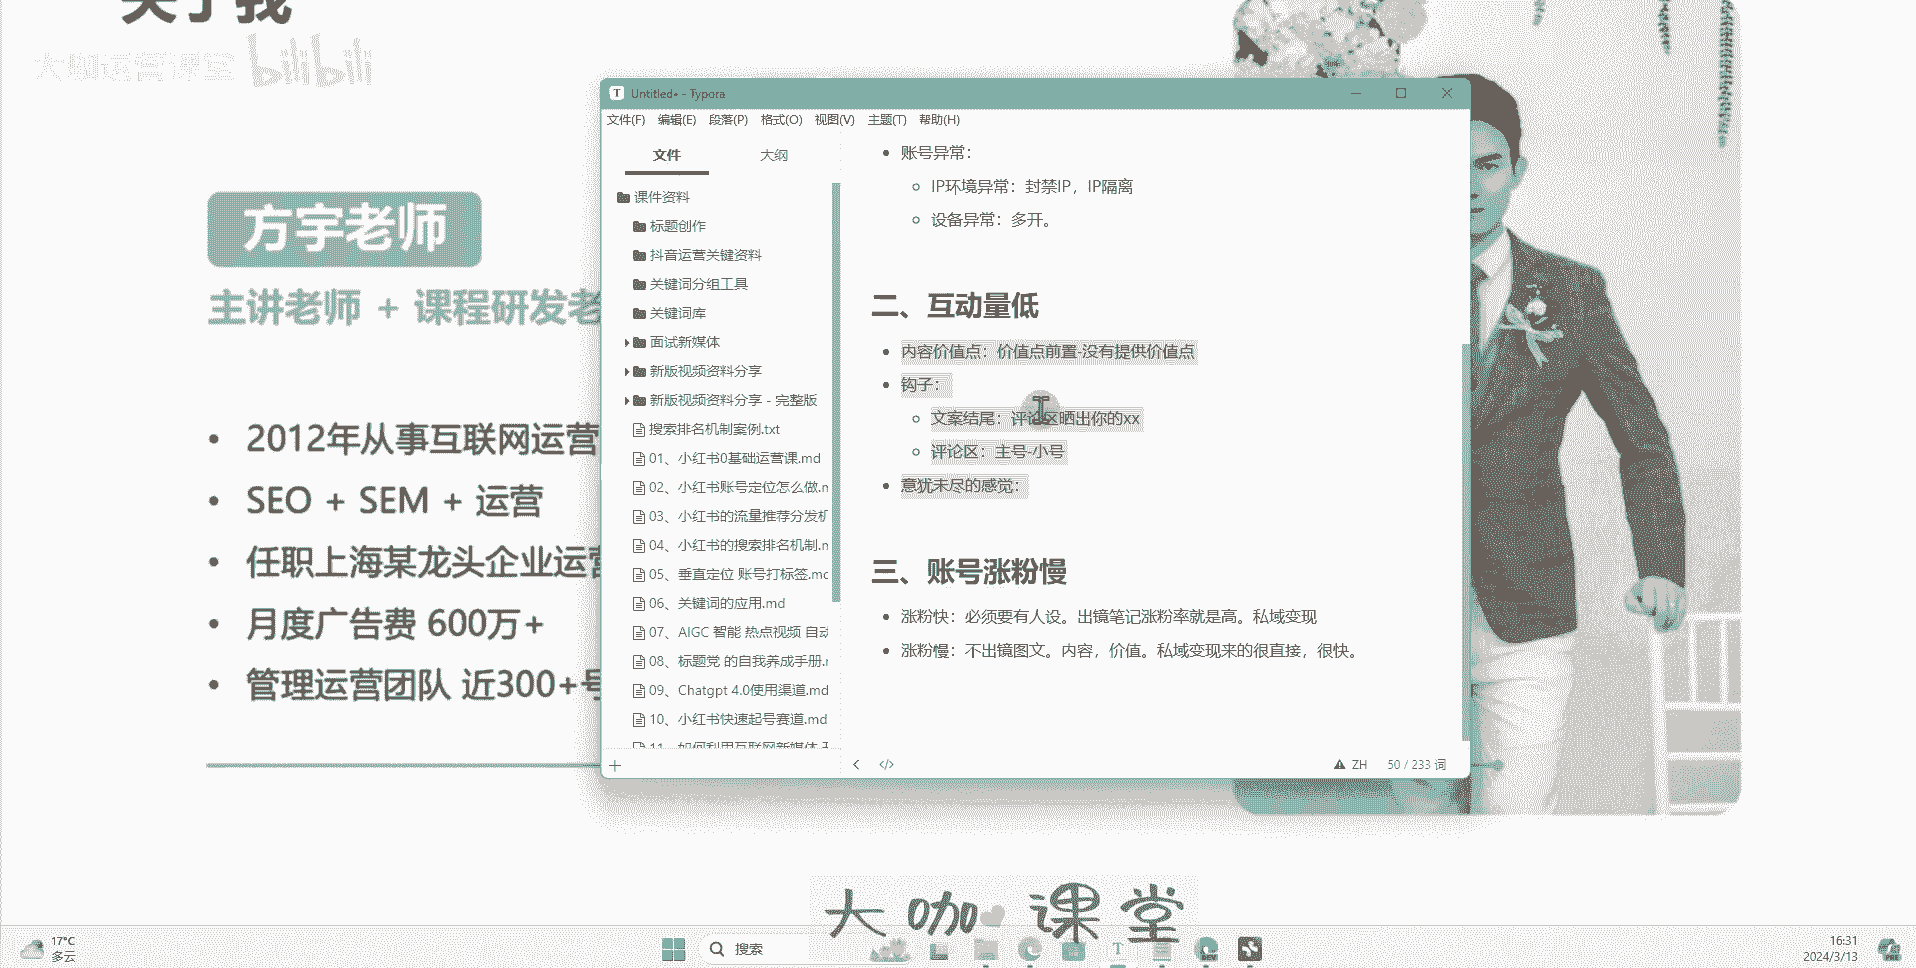 关于我
大咖运营课堂 bilibili
方宇老师
主讲老师 + 课程研发老
2012年从事互联网运营
SEO + SEM + 运营
任职上海某龙头企业运营
月度广告费 600万+
管理运营团队 近300+号
Untitled• - Typora
文件(F) 编辑(E) 段落(P) 格式(O) 视图(V) 主题(T) 帮助(H)
文件 大纲
课件资料
标题创作
抖音运营关键资料
关键词分组工具
关键词库
面试新媒体
新版视频资料分享
新版视频资料分享 - 完整版
搜索排名机制案例.txt
01、小红书0基础运营课.md
02、小红书账号定位怎么做.m
03、小红书的流量推荐分发机
04、小红书的搜索排名机制.m
05、垂直定位 账号打标签.md
06、关键词的应用.md
07、AIGC 智能 热点视频 自动
08、标题党 的自我养成手册.m
09、Chatgpt 4.0使用渠道.md
10、小红书快速起号赛道.md
11、如何利用互联网新媒体
账号异常：
IP环境异常：封禁IP，IP隔离
设备异常：多开。
二、互动量低
内容价值点：价值点前置-没有提供价值点
钩子：
文案结尾：评论区晒出你的xx
评论区：主号-小号
意犹未尽的感觉：
三、账号涨粉慢
涨粉快：必须要有人设。出镜笔记涨粉率就是高。私域变现
涨粉慢：不出镜图文。内容，价值。私域变现来的很直接，很快。
ZH 50 / 233 词
大咖课堂
17°C
多云
搜索
16:31
2024/3/13